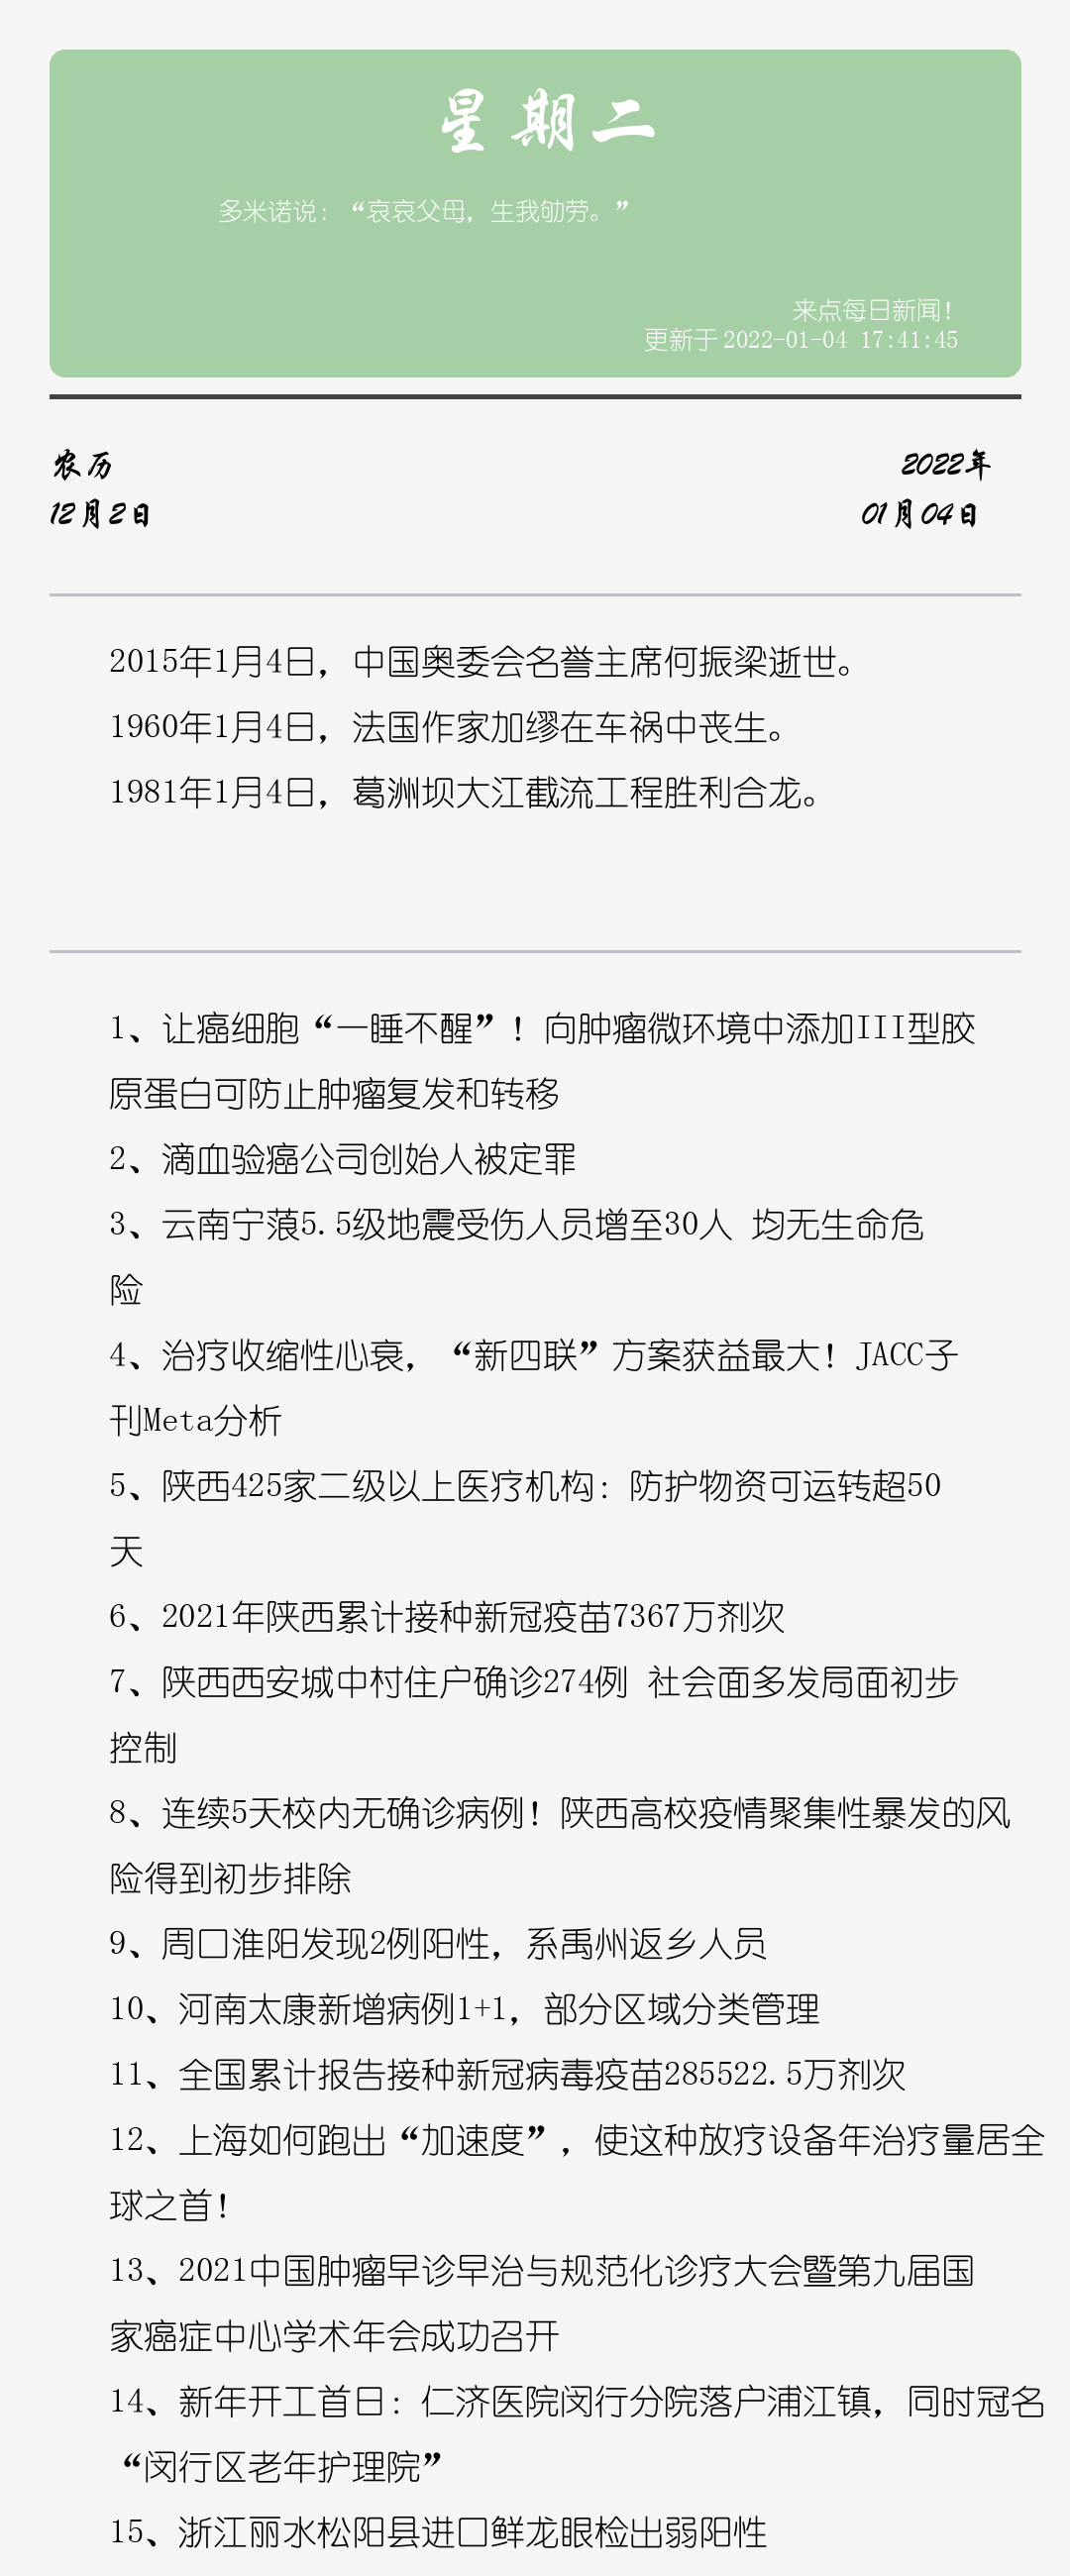 星期二
多米诺说：“哀哀父母，生我劬劳。”
来点每日新闻！
更新于 2022-01-04 17:41:45
农历
2022年
12月2日
01月04日
2015年1月4日，中国奥委会名誉主席何振梁逝世。
1960年1月4日，法国作家加缪在车祸中丧生。
1981年1月4日，葛洲坝大江截流工程胜利合龙。
1、让癌细胞“一睡不醒”！向肿瘤微环境中添加III型胶
原蛋白可防止肿瘤复发和转移
2、滴血验癌公司创始人被定罪
3、云南宁蒗5.5级地震受伤人员增至30人 均无生命危
险
4、治疗收缩性心衰，“新四联”方案获益最大！JACC子
刊Meta分析
5、陕西425家二级以上医疗机构：防护物资可运转超50
天
6、2021年陕西累计接种新冠疫苗7367万剂次
7、陕西西安城中村住户确诊274例 社会面多发局面初步
控制
8、连续5天校内无确诊病例！陕西高校疫情聚集性暴发的风
险得到初步排除
9、周口淮阳发现2例阳性，系禹州返乡人员
10、河南太康新增病例1+1，部分区域分类管理
11、全国累计报告接种新冠病毒疫苗285522.5万剂次
12、上海如何跑出“加速度”，使这种放疗设备年治疗量居全
球之首！
13、2021中国肿瘤早诊早治与规范化诊疗大会暨第九届国
家癌症中心学术年会成功召开
14、新年开工首日：仁济医院闵行分院落户浦江镇，同时冠名
“闵行区老年护理院”
15、浙江丽水松阳县进口鲜龙眼检出弱阳性